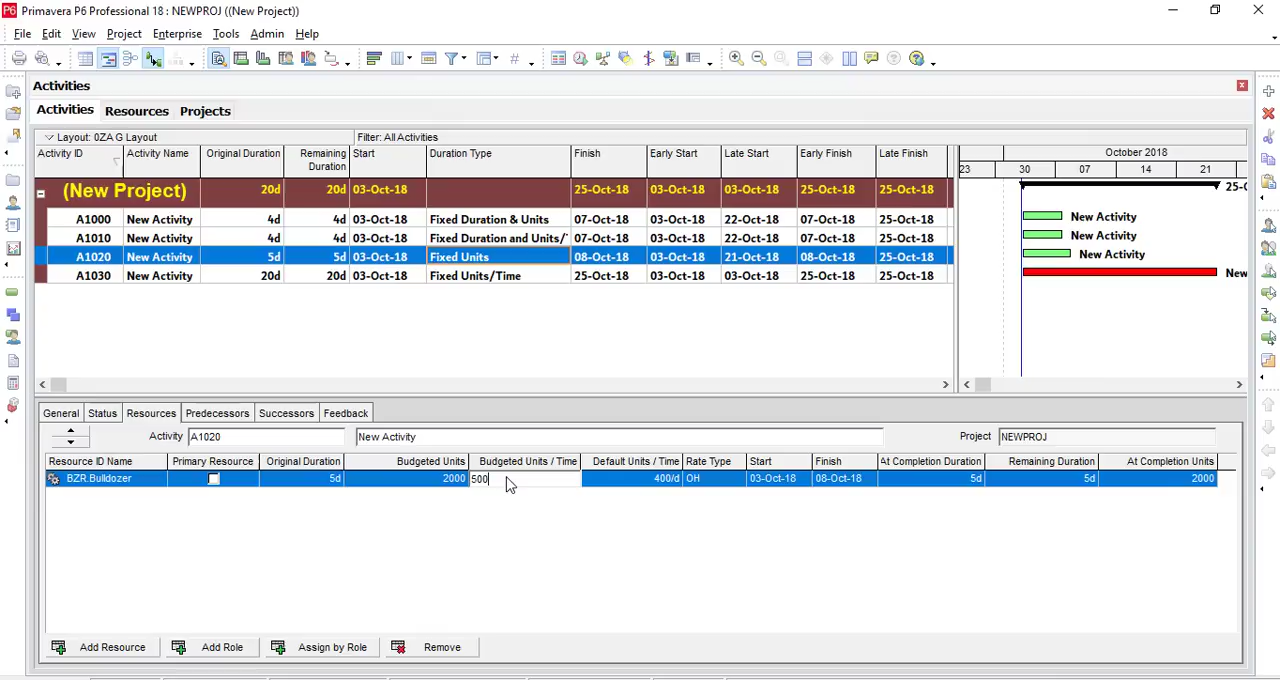 Primavera P6 Professional 18 : NEWPROJ ((New Project))
File Edit View Project Enterprise Tools Admin Help
Activities
Activities Resources Projects
Layout: 0ZA G Layout Filter: All Activities
Activity ID Activity Name Original Duration Remaining Duration Start Duration Type Finish Early Start Late Start Early Finish Late Finish
October 2018
23 30 07 14 21
(New Project) 20d 20d 03-Oct-18 25-Oct-18 03-Oct-18 03-Oct-18 25-Oct-18 25-Oct-18 25-O
A1000 New Activity 4d 4d 03-Oct-18 Fixed Duration & Units 07-Oct-18 03-Oct-18 22-Oct-18 07-Oct-18 25-Oct-18 New Activity
A1010 New Activity 4d 4d 03-Oct-18 Fixed Duration and Units/ 07-Oct-18 03-Oct-18 22-Oct-18 07-Oct-18 25-Oct-18 New Activity
A1020 New Activity 5d 5d 03-Oct-18 Fixed Units 08-Oct-18 03-Oct-18 21-Oct-18 08-Oct-18 25-Oct-18 New Activity
A1030 New Activity 20d 20d 03-Oct-18 Fixed Units/Time 25-Oct-18 03-Oct-18 03-Oct-18 25-Oct-18 25-Oct-18 New
General Status Resources Predecessors Successors Feedback
Activity A1020 New Activity Project NEWPROJ
Resource ID Name Primary Resource Original Duration Budgeted Units Budgeted Units / Time Default Units / Time Rate Type Start Finish At Completion Duration Remaining Duration At Completion Units
BZR.Bulldozer 5d 2000 500 400/d OH 03-Oct-18 08-Oct-18 5d 5d 2000
Add Resource Add Role Assign by Role Remove